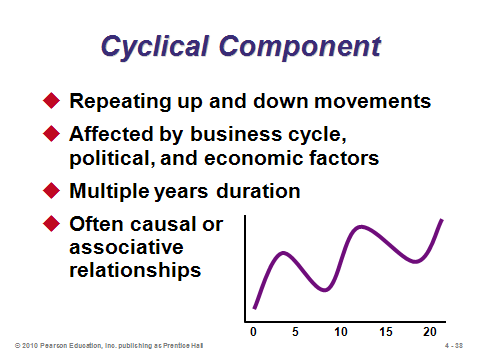 Cyclical Component
Repeating up and down movements
Affected by business cycle,
political, and economic factors
Multiple years duration
Often causal or
associative
relationships
0 5 10 15 20
© 2010 Pearson Education, Inc. publishing as Prentice Hall
4 - 38